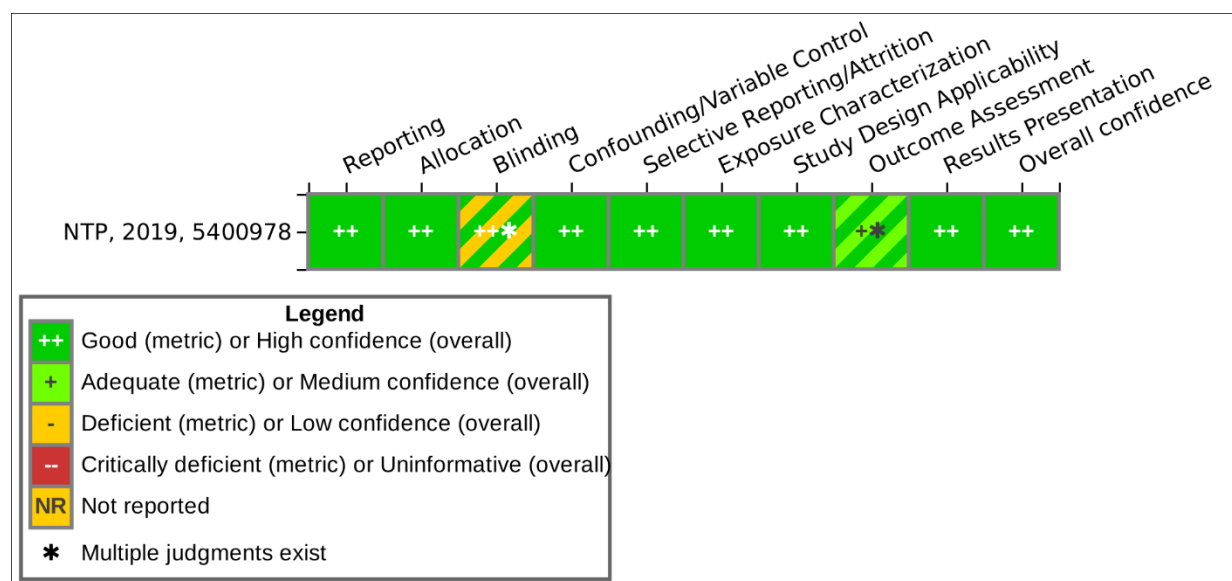 Reporting
Allocation
Blinding
Confounding/Variable Control
Selective Reporting/Attrition
Exposure Characterization
Study Design Applicability
Outcome Assessment
Results Presentation
Overall confidence
NTP, 2019, 5400978 ++ ++ ++✱ ++ ++ ++ ++ +✱ ++ ++
Legend
++ Good (metric) or High confidence (overall)
+ Adequate (metric) or Medium confidence (overall)
- Deficient (metric) or Low confidence (overall)
-- Critically deficient (metric) or Uninformative (overall)
NR Not reported
✱ Multiple judgments exist